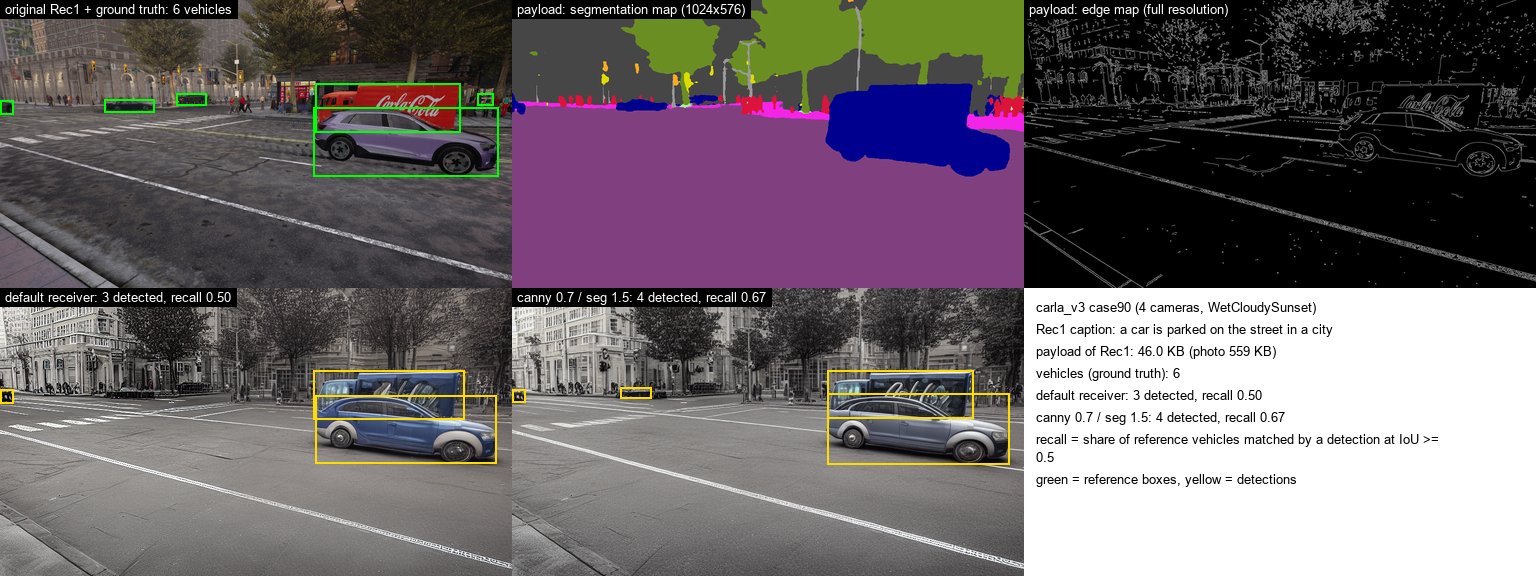 original Rec1 + ground truth: 6 vehicles
payload: segmentation map (1024x576)
payload: edge map (full resolution)
Coca-Cola
default receiver: 3 detected, recall 0.50
canny 0.7 / seg 1.5: 4 detected, recall 0.67
carla_v3 case90 (4 cameras, WetCloudySunset)
Rec1 caption: a car is parked on the street in a city
payload of Rec1: 46.0 KB (photo 559 KB)
vehicles (ground truth): 6
default receiver: 3 detected, recall 0.50
canny 0.7 / seg 1.5: 4 detected, recall 0.67
recall = share of reference vehicles matched by a detection at IoU >=
0.5
green = reference boxes, yellow = detections